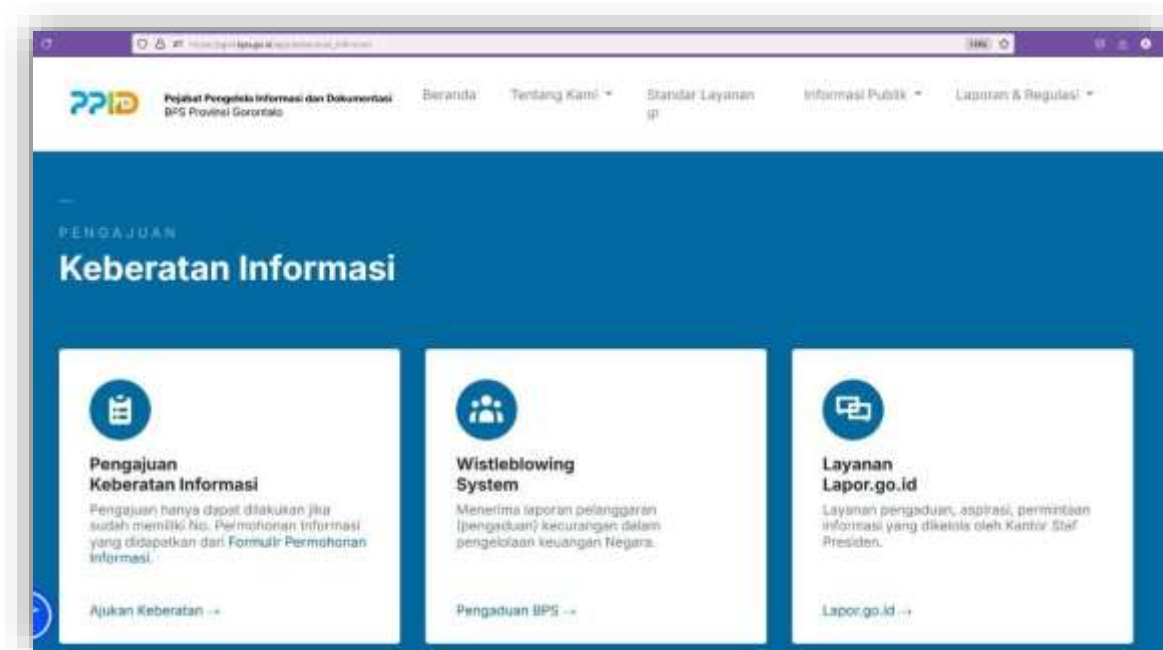 PPID
Pejabat Pengelola Informasi dan Dokumentasi
BPS Provinsi Gorontalo
Beranda
Tentang Kami
Standar Layanan
Informasi Publik
Laporan & Regulasi
PENGAJUAN
Keberatan Informasi
Pengajuan
Keberatan Informasi
Pengajuan hanya dapat dilakukan jika
sudah memiliki No. Permohonan Informasi
yang didapatkan dari Formulir Permohonan
Informasi.
Ajukan Keberatan →
Wistleblowing
System
Menerima laporan pelanggaran
(pengaduan) kecurangan dalam
pengelolaan keuangan Negara.
Pengaduan BPS →
Layanan
Lapor.go.id
Layanan pengaduan, aspirasi, permintaan
informasi yang dikelola oleh Kantor Staf
Presiden.
Lapor.go.id →